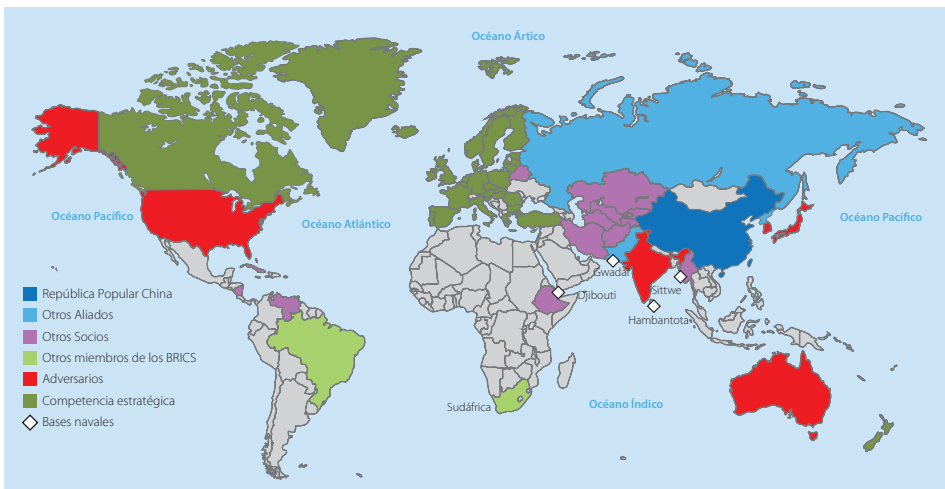 Océano Ártico
Océano Pacífico
Océano Atlántico
Océano Pacífico
Gwadar
Sittwe
Djibouti
Hambantota
Océano Índico
Sudáfrica
República Popular China
Otros Aliados
Otros Socios
Otros miembros de los BRICS
Adversarios
Competencia estratégica
Bases navales